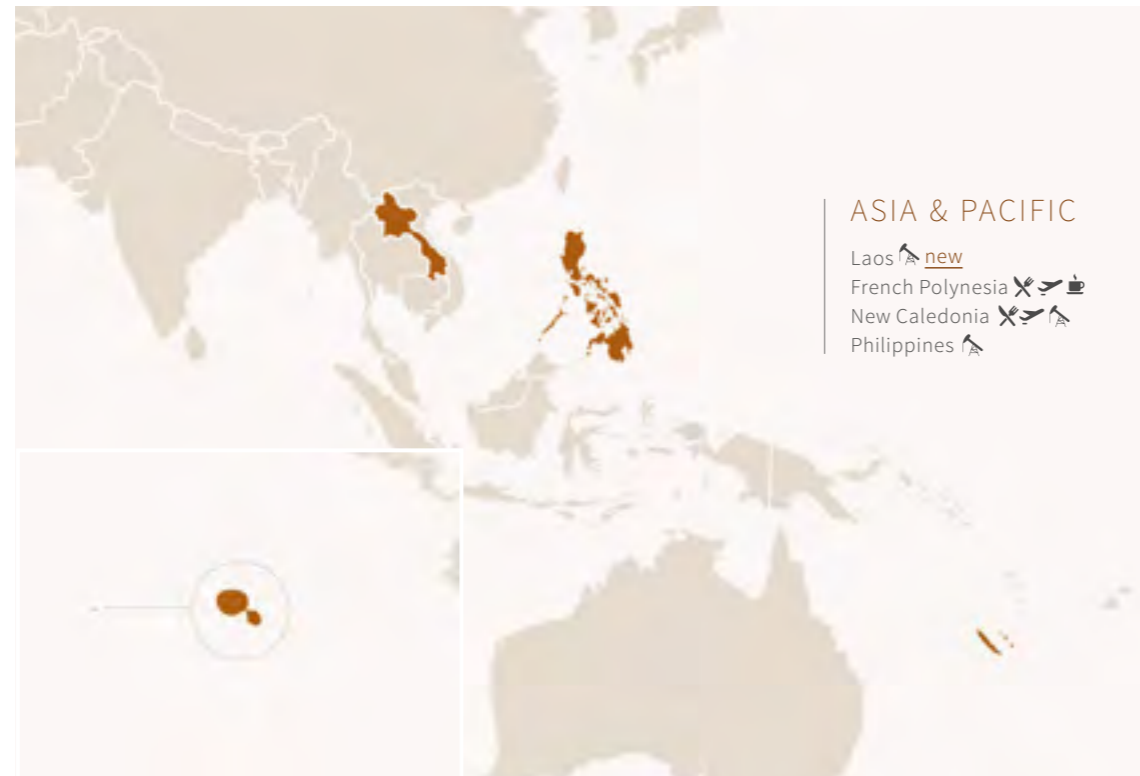 ASIA & PACIFIC
Laos new
French Polynesia
New Caledonia
Philippines